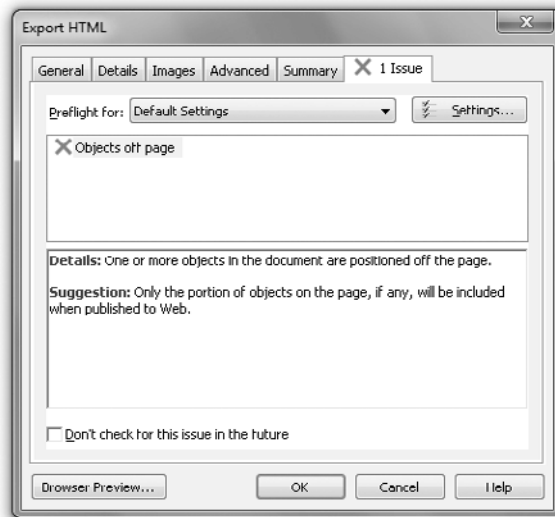 Export HTML
General Details Images Advanced Summary 1 Issue
Preflight for: Default Settings Settings...
Objects off page
Details: One or more objects in the document are positioned off the page.
Suggestion: Only the portion of objects on the page, if any, will be included
when published to Web.
Don't check for this issue in the future
Browser Preview... OK Cancel Help